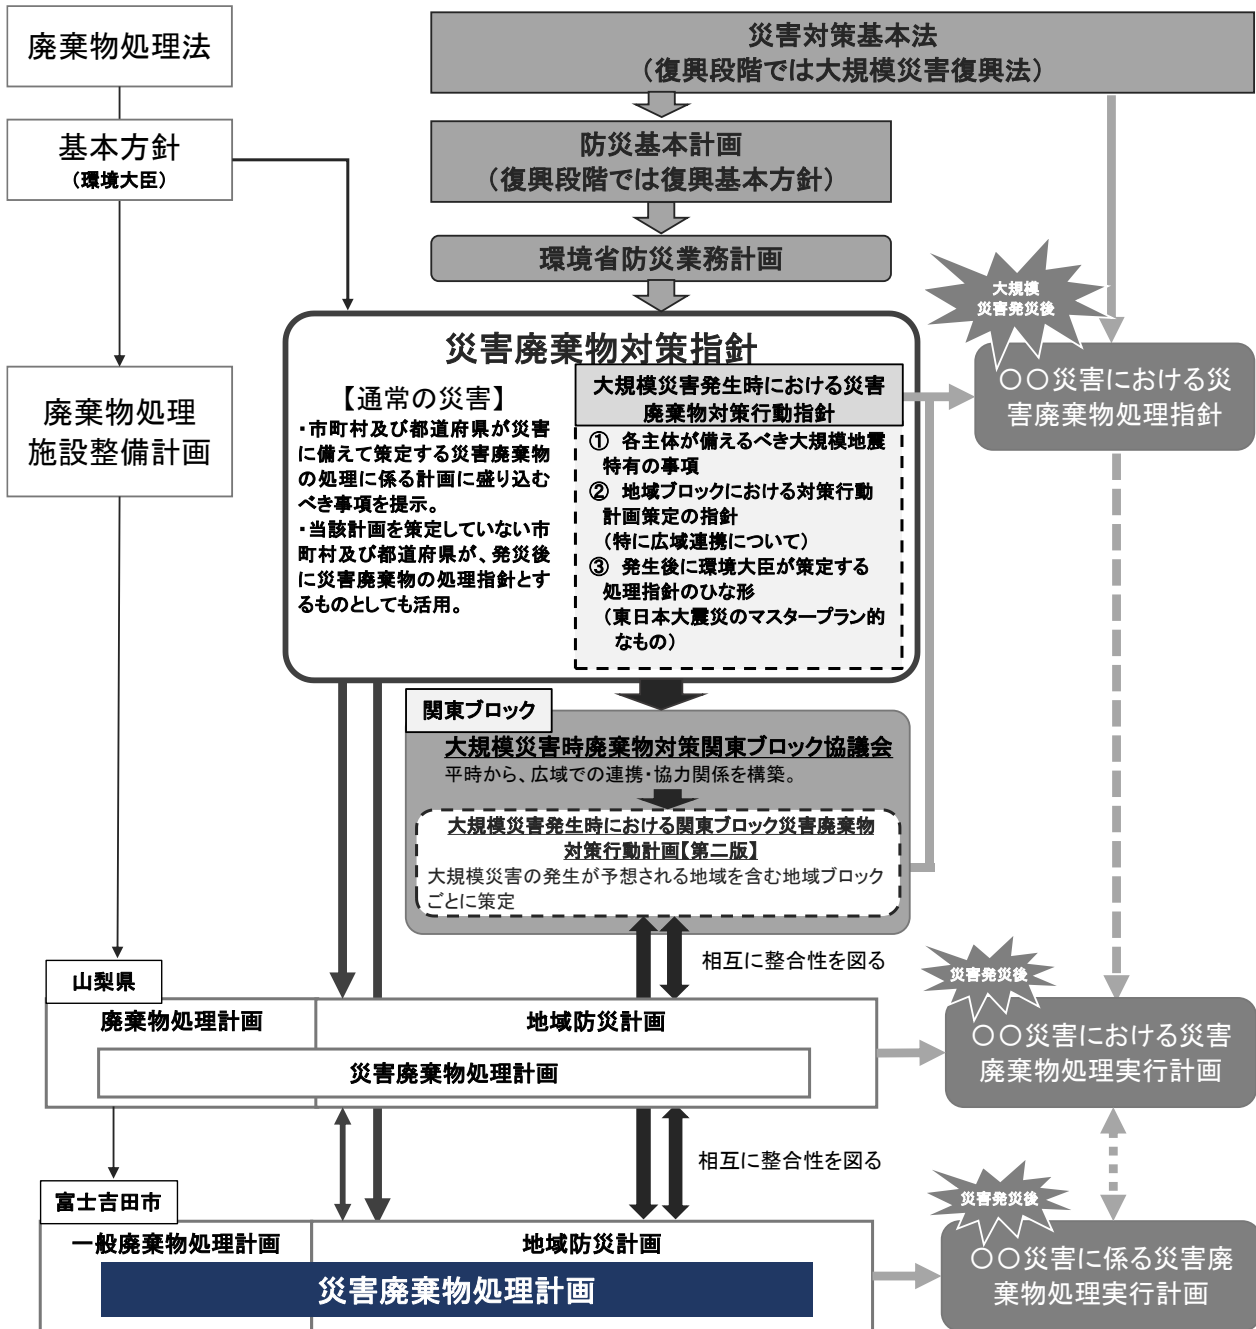 廃棄物処理法
災害対策基本法
（復興段階では大規模災害復興法）
基本方針
（環境大臣）
防災基本計画
（復興段階では復興基本方針）
環境省防災業務計画
大規模
災害発災後
災害廃棄物対策指針
【通常の災害】
・市町村及び都道府県が災害
に備えて策定する災害廃棄物
の処理に係る計画に盛り込む
べき事項を提示。
・当該計画を策定していない市
町村及び都道府県が、発災後
に災害廃棄物の処理指針とす
るものとしても活用。
大規模災害発生時における災害
廃棄物対策行動指針
① 各主体が備えるべき大規模地震
特有の事項
② 地域ブロックにおける対策行動
計画策定の指針
（特に広域連携について）
③ 発生後に環境大臣が策定する
処理指針のひな形
（東日本大震災のマスタープラン的
なもの）
〇〇災害における災
害廃棄物処理指針
廃棄物処理
施設整備計画
関東ブロック
大規模災害時廃棄物対策関東ブロック協議会
平時から、広域での連携・協力関係を構築。
大規模災害発生時における関東ブロック災害廃棄物
対策行動計画【第二版】
大規模災害の発生が予想される地域を含む地域ブロック
ごとに策定
相互に整合性を図る
災害発災後
山梨県
廃棄物処理計画
地域防災計画
災害廃棄物処理計画
〇〇災害における災害
廃棄物処理実行計画
相互に整合性を図る
災害発災後
富士吉田市
一般廃棄物処理計画
地域防災計画
災害廃棄物処理計画
〇〇災害に係る災害廃
棄物処理実行計画